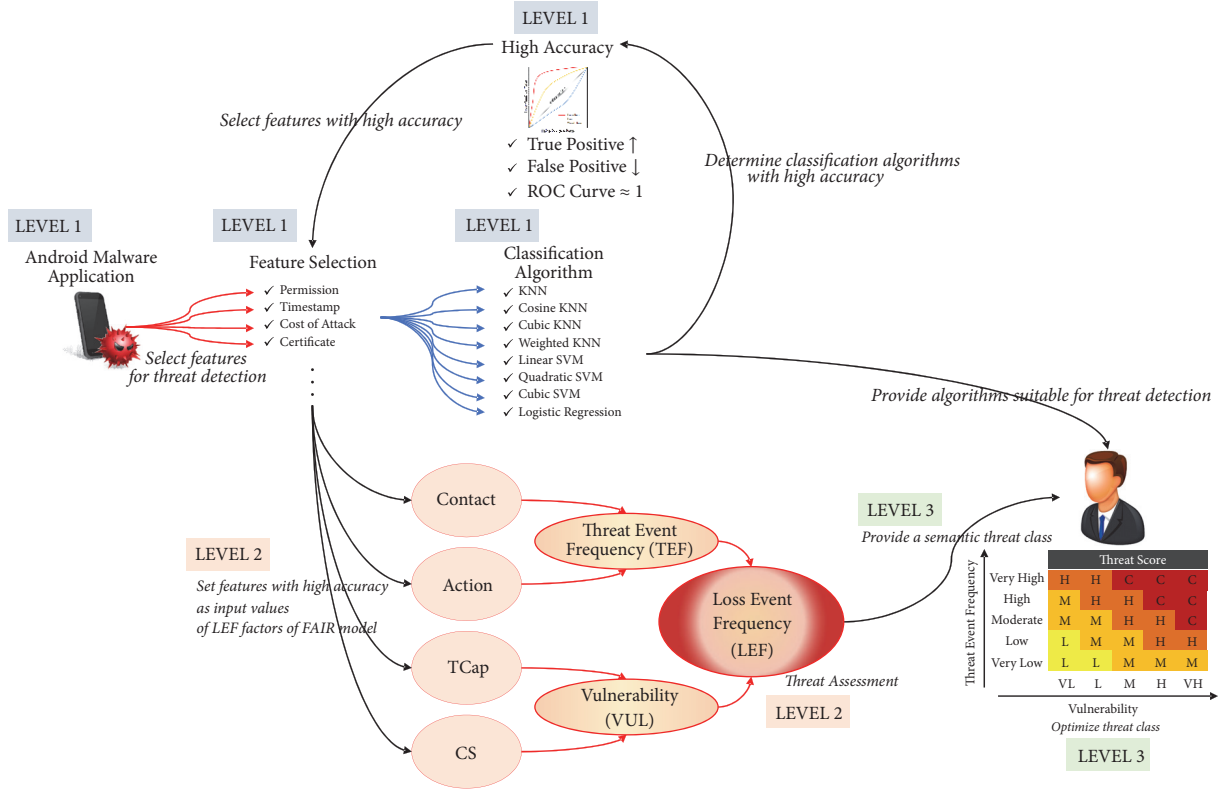 LEVEL 1
High Accuracy
✓ True Positive ↑
✓ False Positive ↓
✓ ROC Curve ≈ 1
Select features with high accuracy
Determine classification algorithms
with high accuracy
LEVEL 1
Android Malware
Application
Select features
for threat detection
LEVEL 1
Feature Selection
✓ Permission
✓ Timestamp
✓ Cost of Attack
✓ Certificate
LEVEL 1
Classification
Algorithm
✓ KNN
✓ Cosine KNN
✓ Cubic KNN
✓ Weighted KNN
✓ Linear SVM
✓ Quadratic SVM
✓ Cubic SVM
✓ Logistic Regression
Provide algorithms suitable for threat detection
LEVEL 2
Set features with high accuracy
as input values
of LEF factors of FAIR model
Contact
Action
TCap
CS
Threat Event
Frequency (TEF)
Vulnerability
(VUL)
Loss Event
Frequency
(LEF)
Threat Assessment
LEVEL 2
LEVEL 3
Provide a semantic threat class
Threat Event Frequency
Threat Score
Very High H H C C C
High M H H C C
Moderate M M H H C
Low L M M H H
Very Low L L M M M
VL L M H VH
Vulnerability
Optimize threat class
LEVEL 3